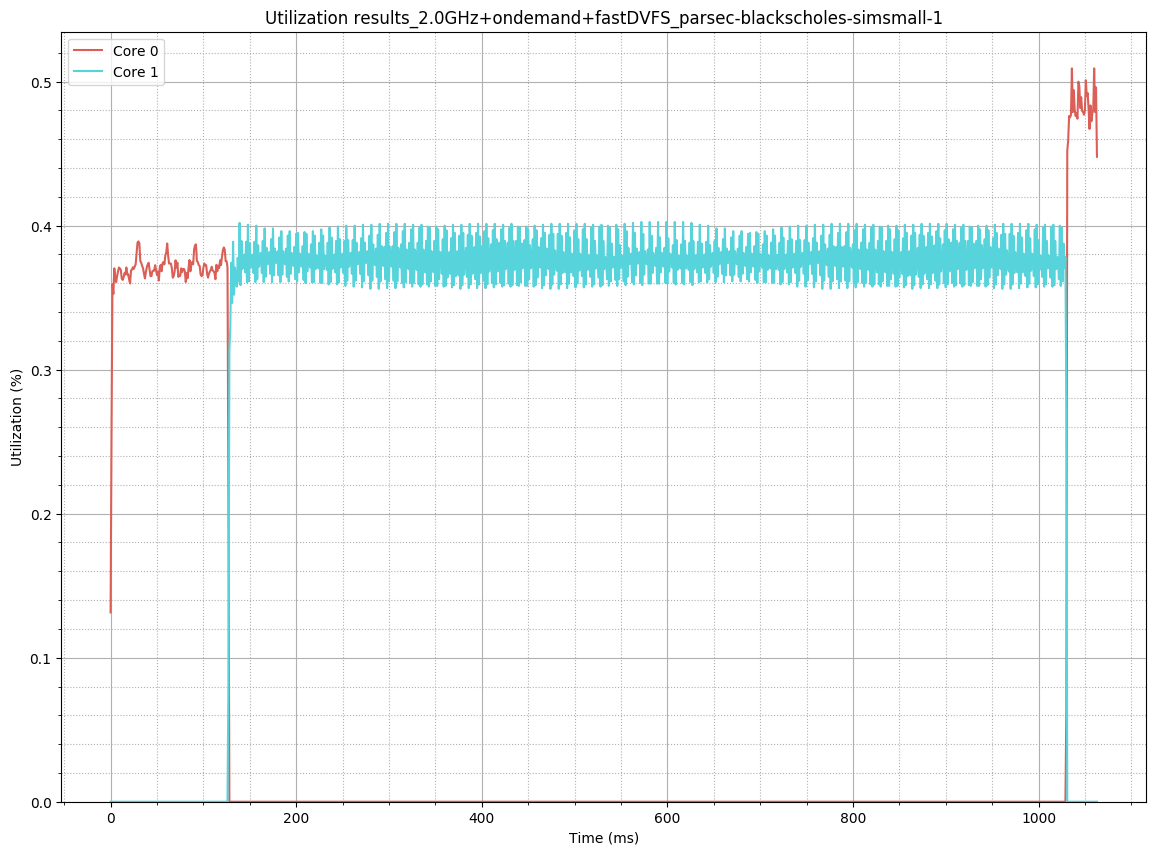 Utilization results_2.0GHz+ondemand+fastDVFS_parsec-blackscholes-simsmall-1
Core 0
Core 1
0.5
0.4
0.3
0.2
0.1
0.0
Utilization (%)
0 200 400 600 800 1000
Time (ms)